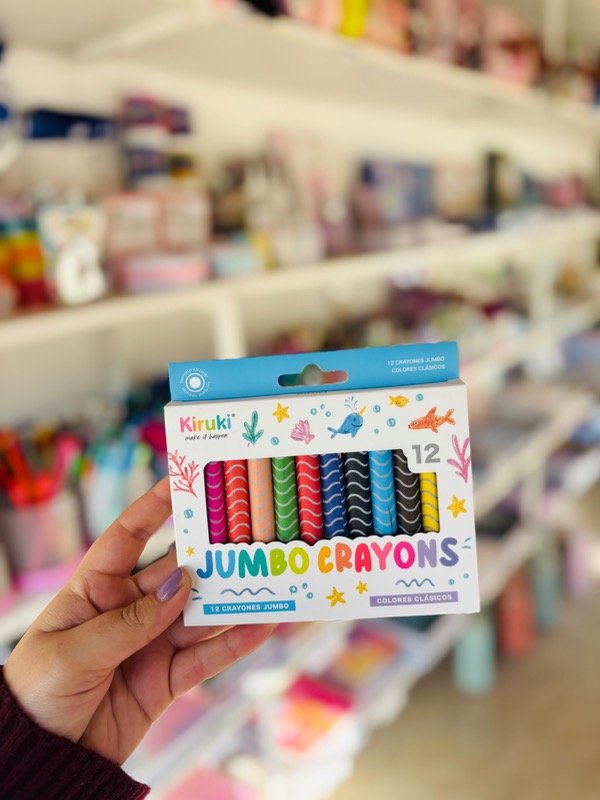 12 CRAYONES JUMBO
COLORES CLÁSICOS
Kiruki
make it happen
12
JUMBO CRAYONS
12 CRAYONES JUMBO
COLORES CLÁSICOS